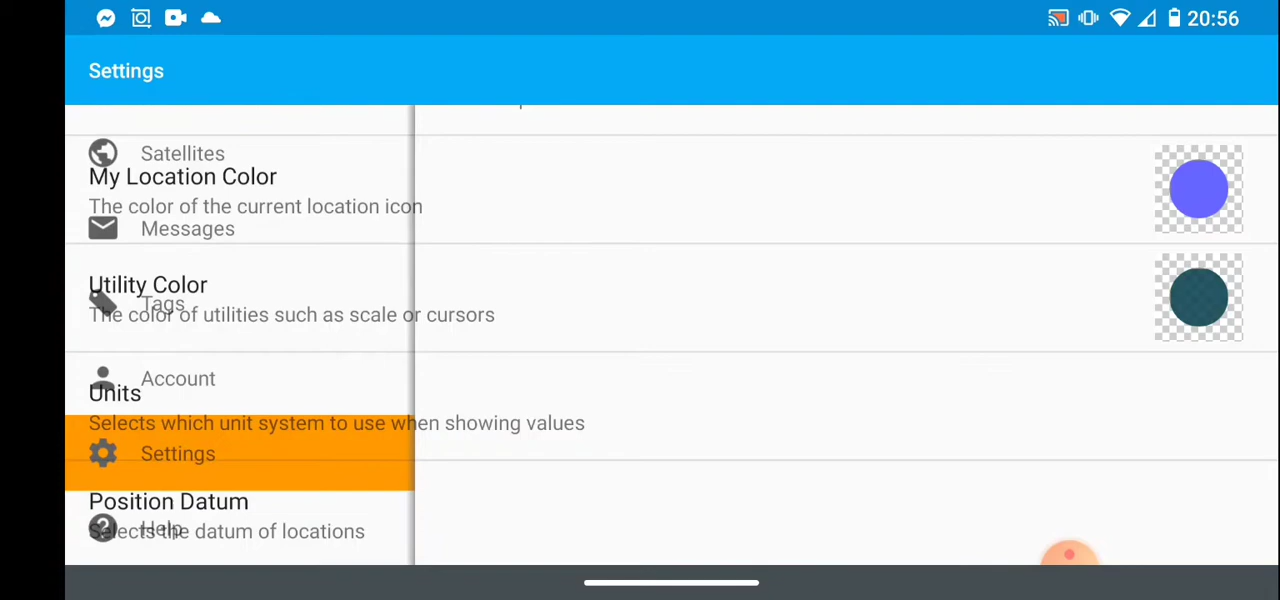 20:56
Settings
Satellites
My Location Color
The color of the current location icon
Messages
Utility Color
Tags
The color of utilities such as scale or cursors
Account
Units
Selects which unit system to use when showing values
Settings
Position Datum
Help
Selects the datum of locations